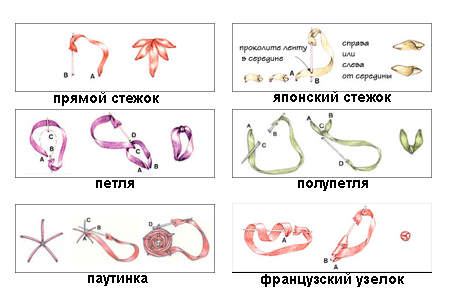 B
A
прямой стежок
проколите ленту
в середине
справа
или
слева
от середины
B
A
японский стежок
A
C
B
D
C
A
B
петля
A
C
B
A
B
D
C
полупетля
C
A
B
D
паутинка
A
B
A
французский узелок